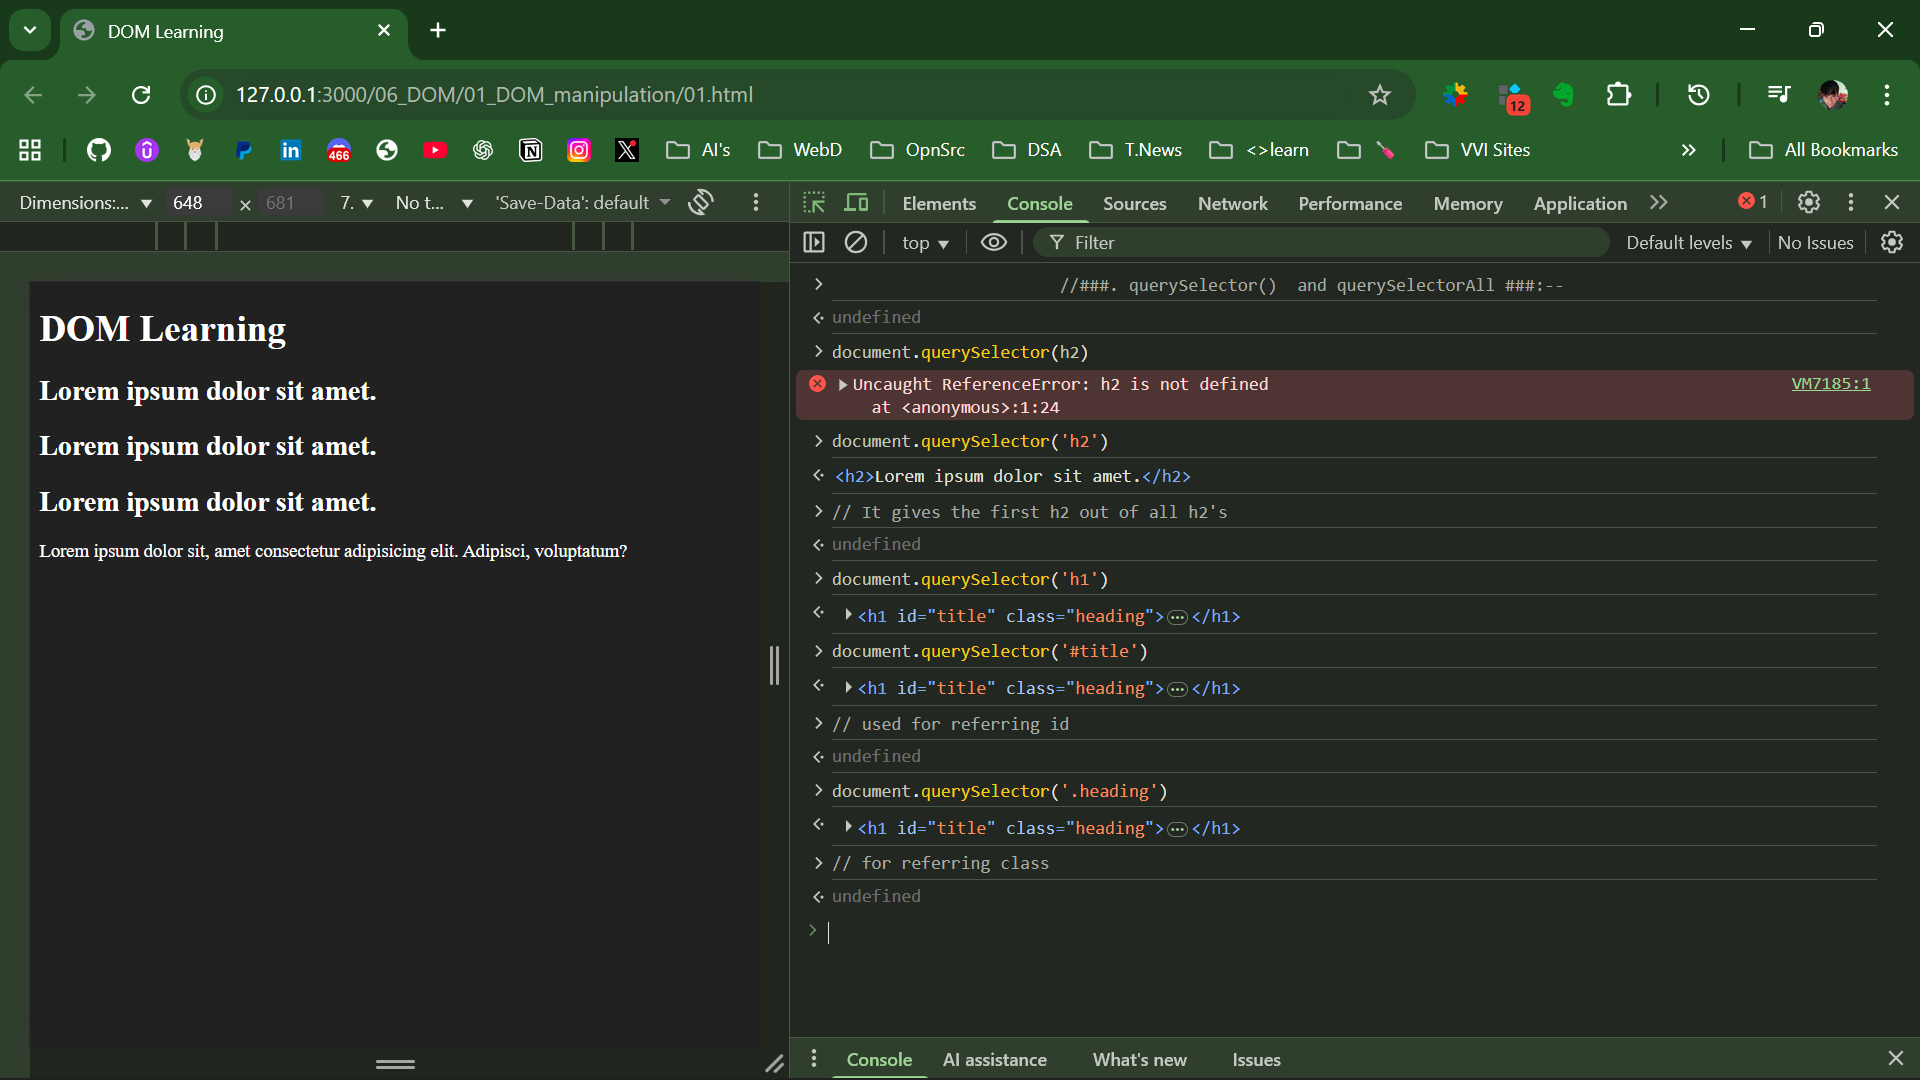 DOM Learning
127.0.0.1:3000/06_DOM/01_DOM_manipulation/01.html
12
466
AI's
WebD
OpnSrc
DSA
T.News
<>learn
VVI Sites
All Bookmarks
Dimensions:...
648
×
681
7.
No t...
'Save-Data': default
Elements
Console
Sources
Network
Performance
Memory
Application
1
top
Filter
Default levels
No Issues
DOM Learning
Lorem ipsum dolor sit amet.
Lorem ipsum dolor sit amet.
Lorem ipsum dolor sit amet.
Lorem ipsum dolor sit, amet consectetur adipisicing elit. Adipisci, voluptatum?
//###. querySelector()  and querySelectorAll ###:--
undefined
document.querySelector(h2)
Uncaught ReferenceError: h2 is not defined VM7185:1
at <anonymous>:1:24
document.querySelector('h2')
<h2>Lorem ipsum dolor sit amet.</h2>
// It gives the first h2 out of all h2's
undefined
document.querySelector('h1')
<h1 id="title" class="heading">…</h1>
document.querySelector('#title')
<h1 id="title" class="heading">…</h1>
// used for referring id
undefined
document.querySelector('.heading')
<h1 id="title" class="heading">…</h1>
// for referring class
undefined
Console
AI assistance
What's new
Issues